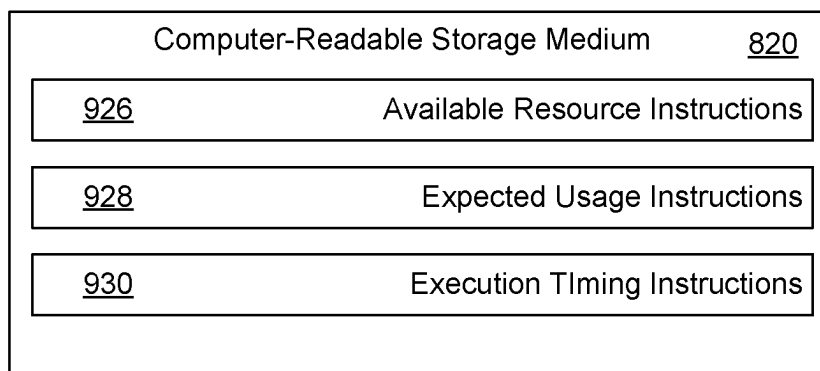 Computer-Readable Storage Medium 820
926 Available Resource Instructions
928 Expected Usage Instructions
930 Execution TIming Instructions